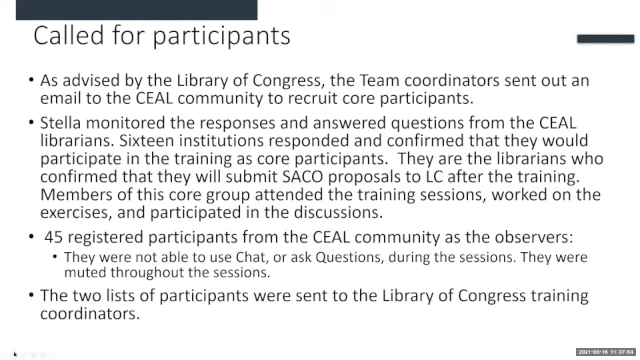 Called for participants
• As advised by the Library of Congress, the Team coordinators sent out an
email to the CEAL community to recruit core participants.
• Stella monitored the responses and answered questions from the CEAL
librarians. Sixteen institutions responded and confirmed that they would
participate in the training as core participants. They are the librarians who
confirmed that they will submit SACO proposals to LC after the training.
Members of this core group attended the training sessions, worked on the
exercises, and participated in the discussions.
• 45 registered participants from the CEAL community as the observers:
• They were not able to use Chat, or ask Questions, during the sessions. They were
muted throughout the sessions.
• The two lists of participants were sent to the Library of Congress training
coordinators.
2021-03-16 11:37:54